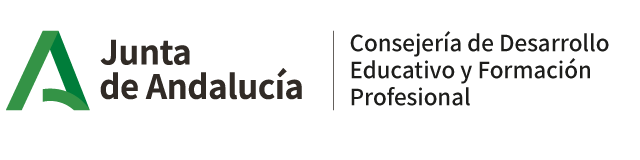 Junta
de Andalucía
Consejería de Desarrollo
Educativo y Formación
Profesional